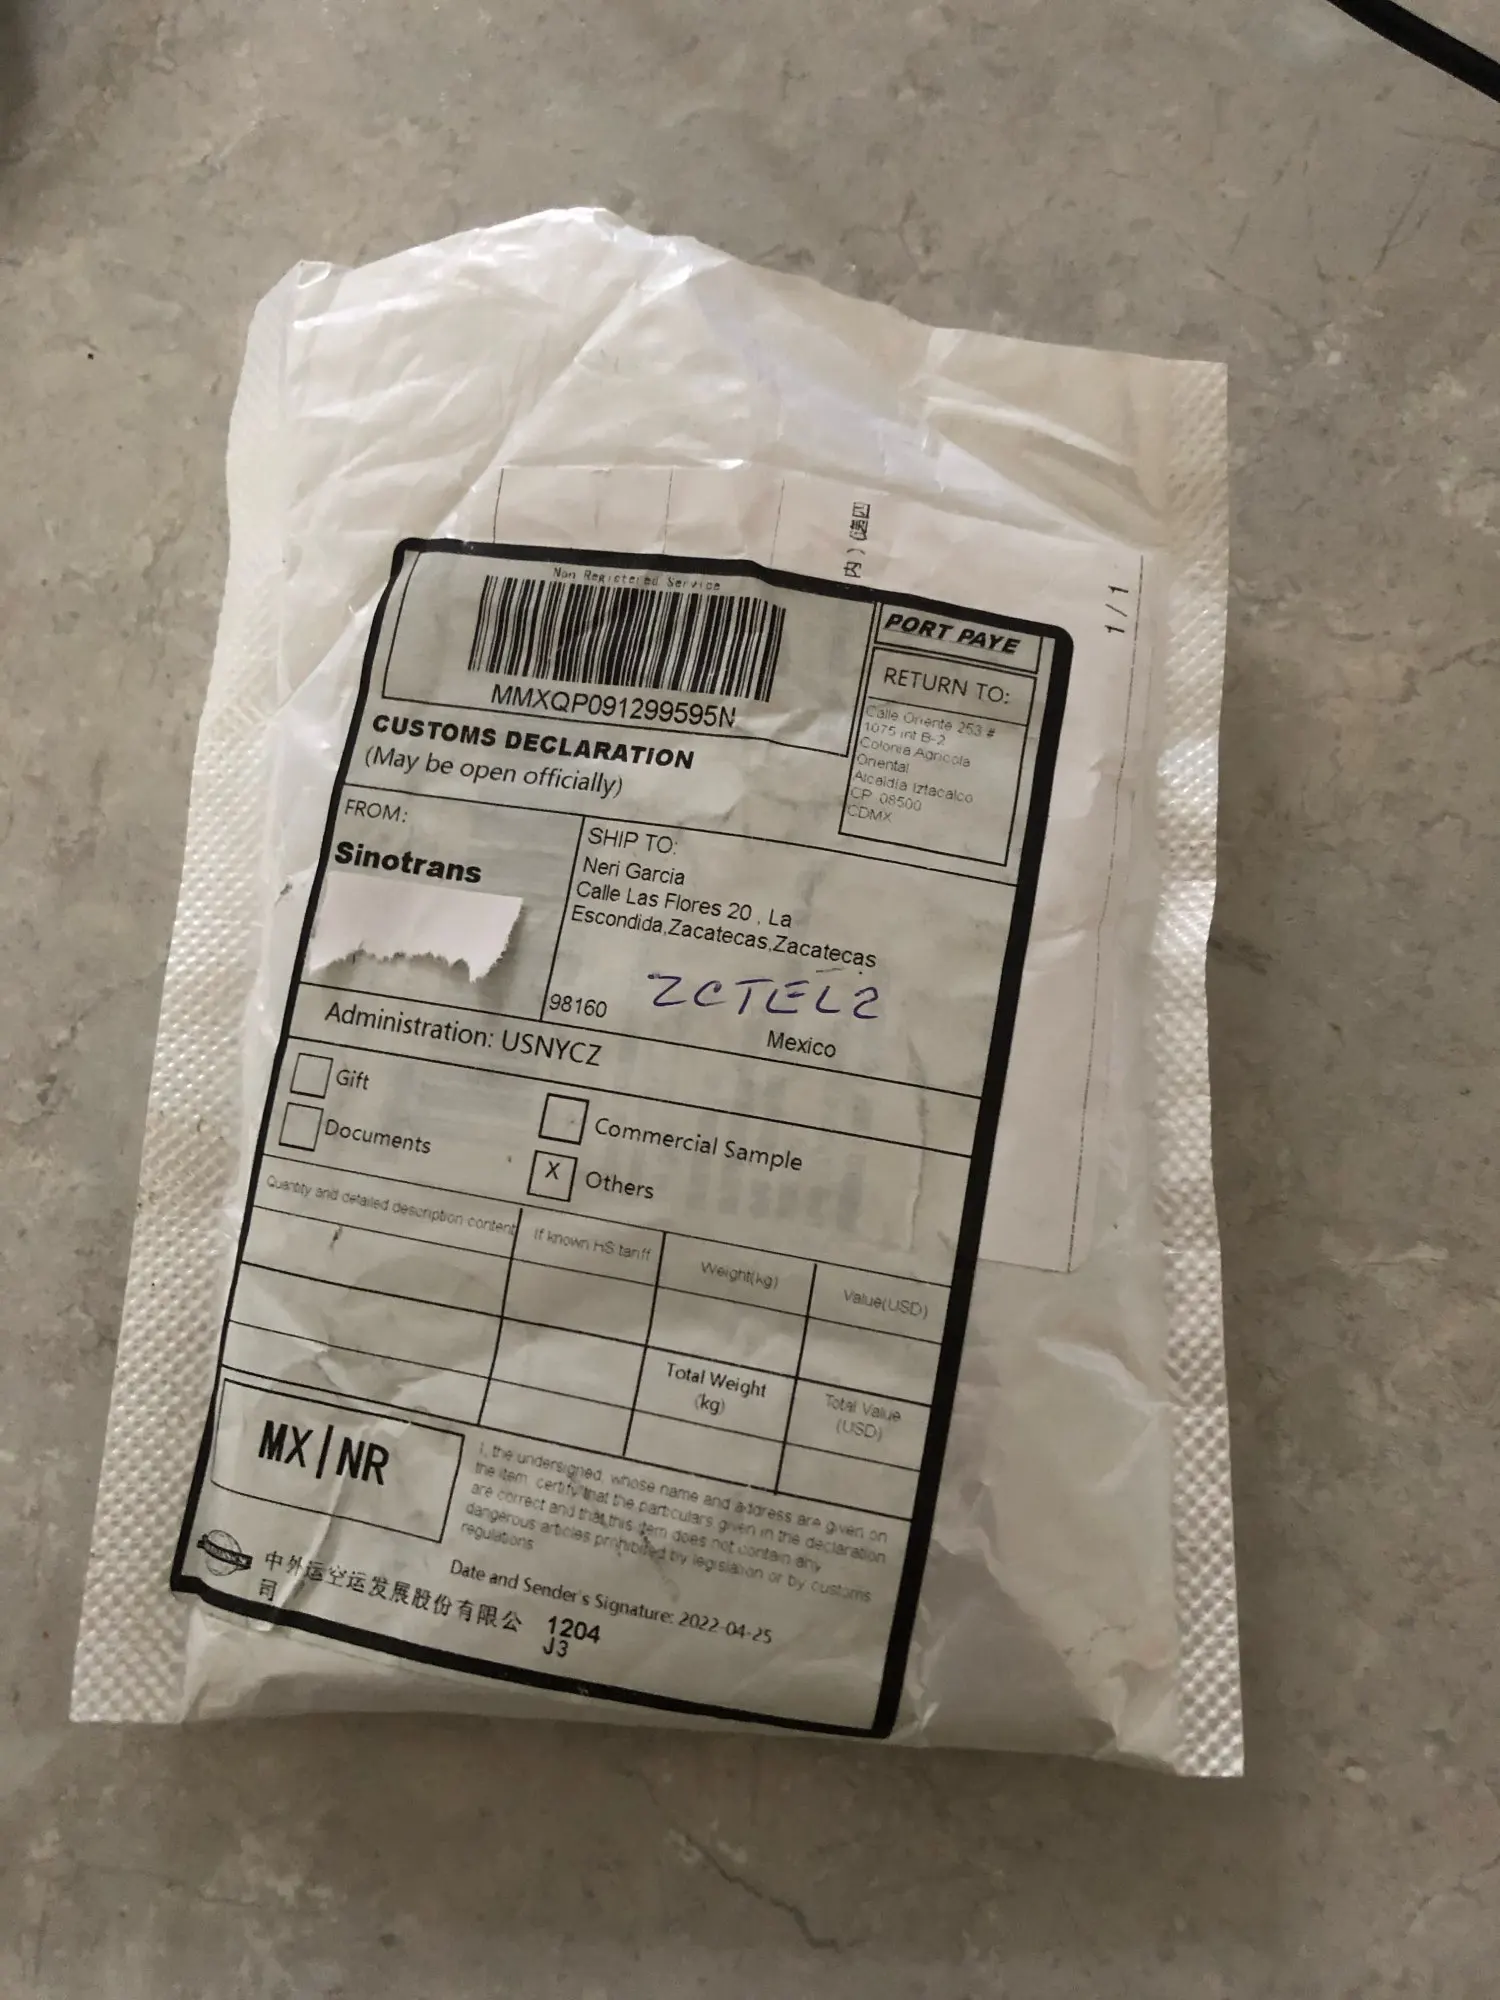 内）德邑
1/1
Non Registered Service
MMXQP091299595N
PORT PAYE
RETURN TO:
Calle Oriente 253 #
1075 int B-2
Colonia Agricola
Oriental
Alcaldia Iztacalco
CP 08500
CDMX
CUSTOMS DECLARATION
(May be open officially)
FROM:
Sinotrans
SHIP TO:
Neri Garcia
Calle Las Flores 20 , La
Escondida,Zacatecas,Zacatecas
ZCTEL2
98160
Mexico
Administration: USNYCZ
Gift
Documents
Commercial Sample
X Others
Quantity and detailed description content
If known HS tariff
Weight(kg)
Value(USD)
Total Weight
(kg)
Total Value
(USD)
MX|NR
I, the undersigned, whose name and address are given on
the item, certify that the particulars given in the declaration
are correct and that this item does not contain any
dangerous articles prohibited by legislation or by customs
regulations
Date and Sender's Signature: 2022-04-25
中外运空运发展股份有限公
司
1204
J3